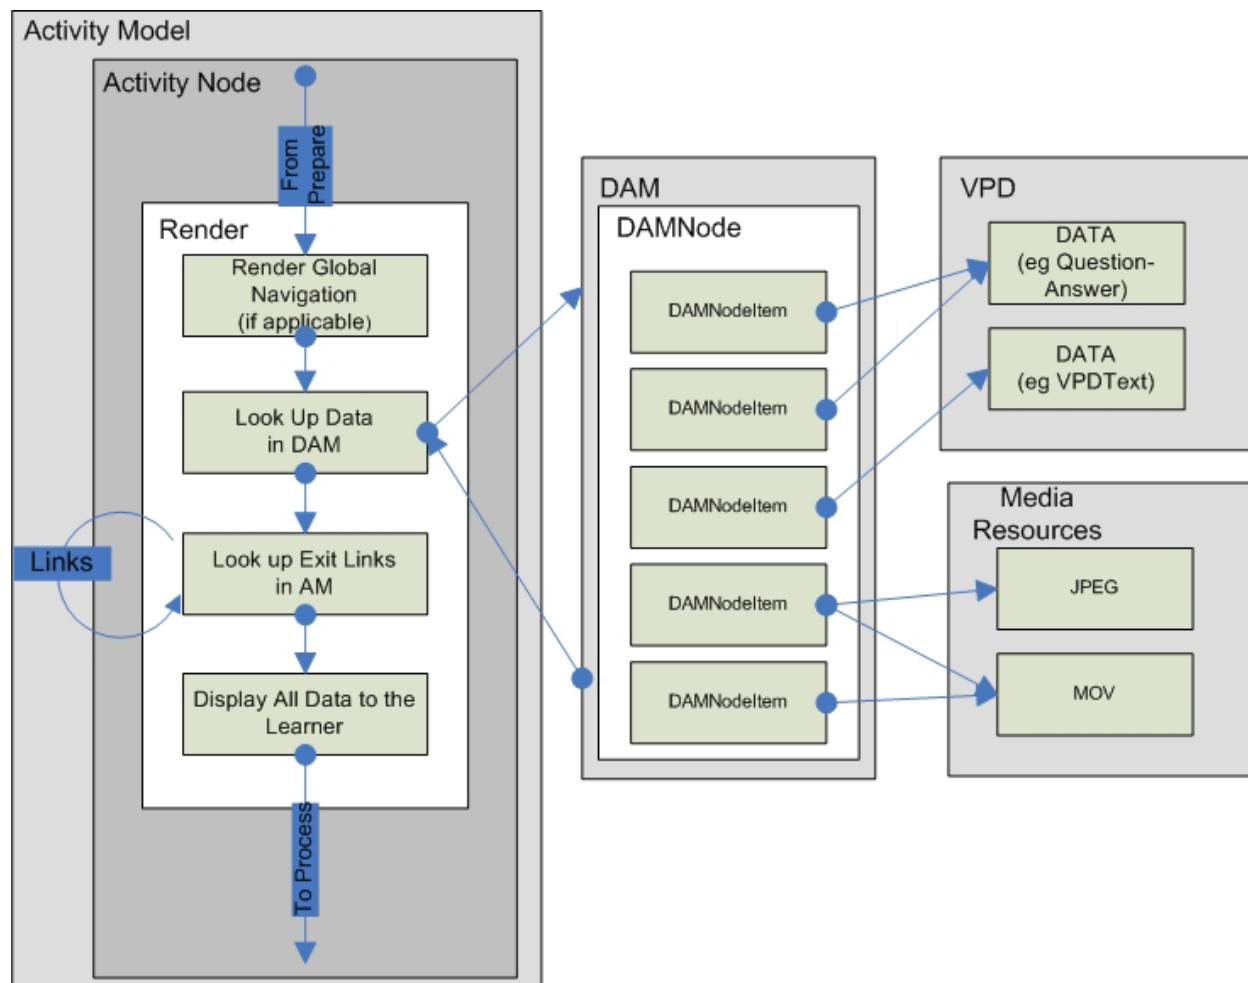 Activity Model
Activity Node
From
Prepare
Render
Render Global
Navigation
(if applicable)
Look Up Data
in DAM
Links
Look up Exit Links
in AM
Display All Data to the
Learner
To Process
DAM
DAMNode
DAMNodeItem
DAMNodeItem
DAMNodeItem
DAMNodeItem
DAMNodeItem
VPD
DATA
(eg Question-
Answer)
DATA
(eg VPDText)
Media
Resources
JPEG
MOV